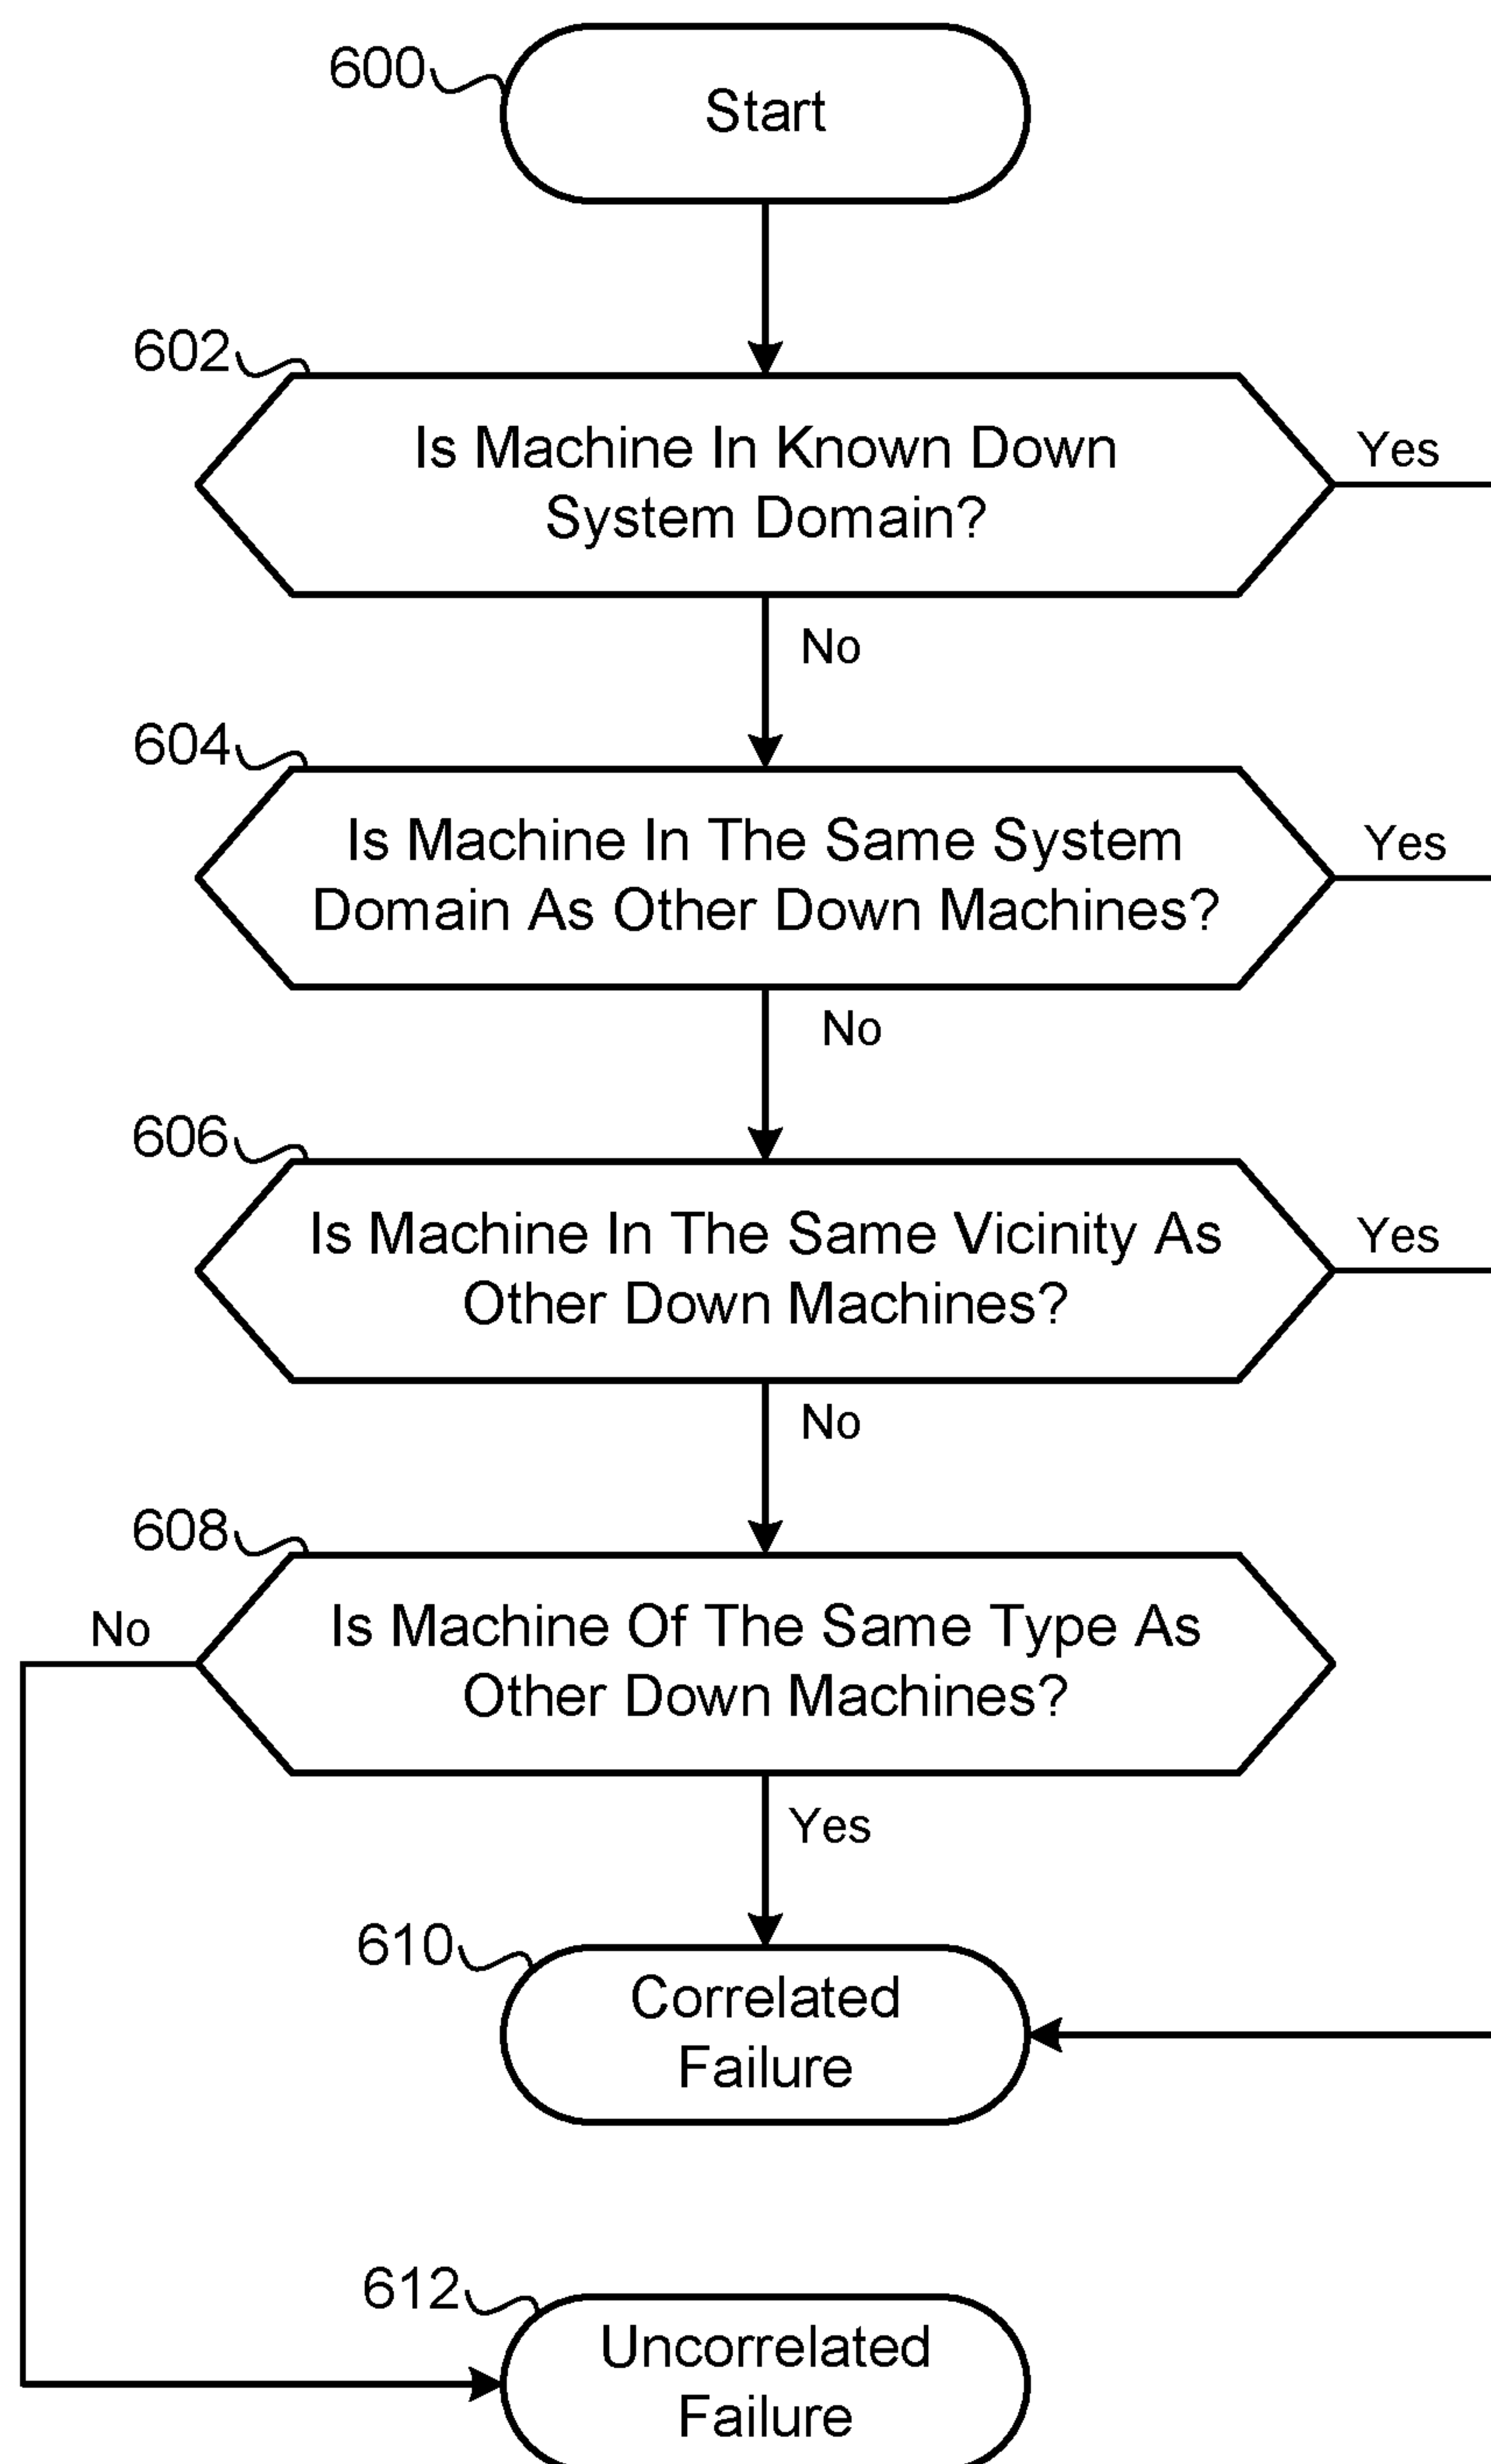 600
Start
602
Is Machine In Known Down
System Domain?
Yes
No
604
Is Machine In The Same System
Domain As Other Down Machines?
Yes
No
606
Is Machine In The Same Vicinity As
Other Down Machines?
Yes
No
608
No
Is Machine Of The Same Type As
Other Down Machines?
Yes
610
Correlated
Failure
612
Uncorrelated
Failure